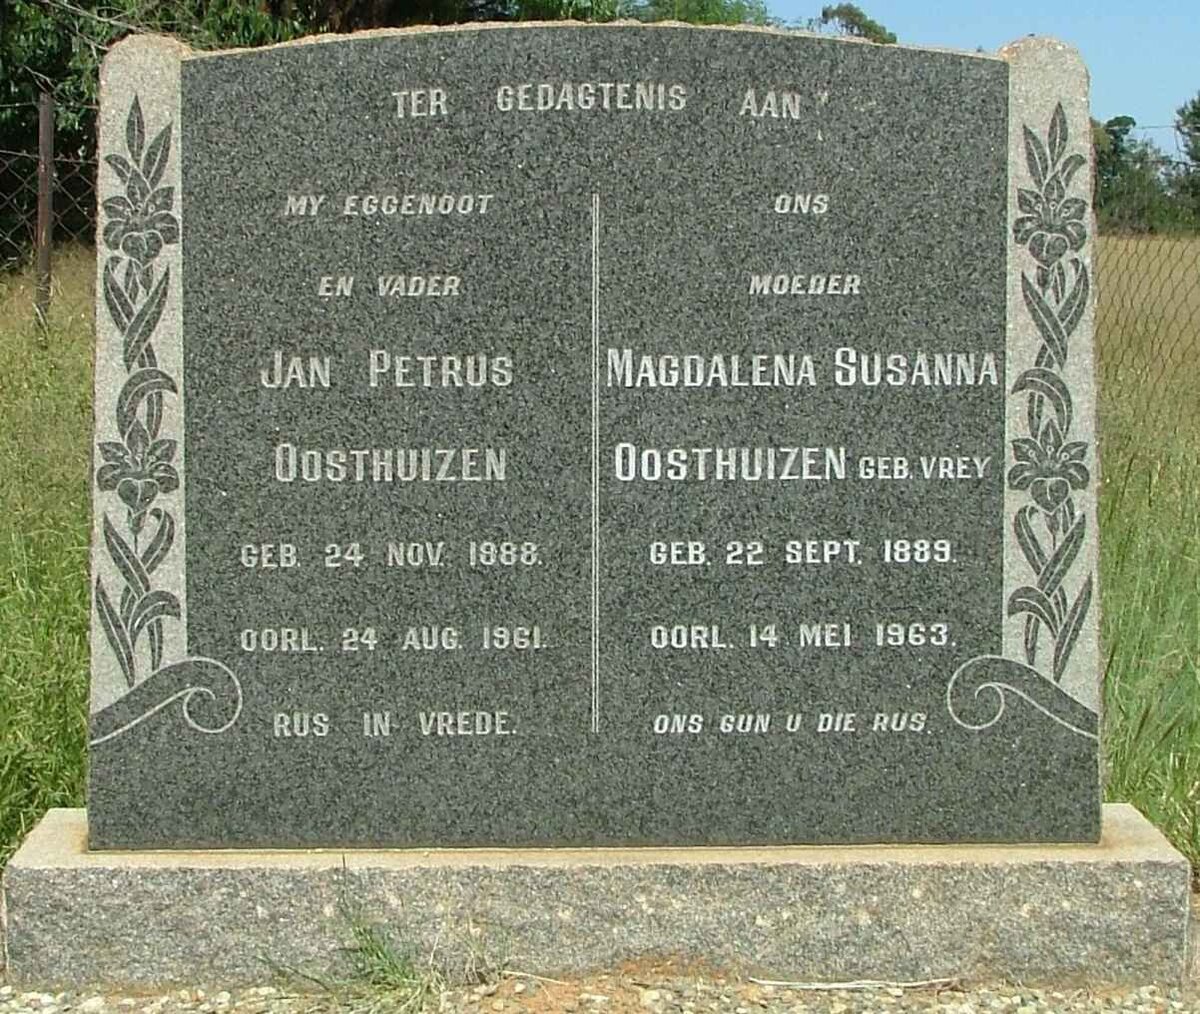 TER GEDAGTENIS AAN
MY EGGENOOT
EN VADER
JAN PETRUS
OOSTHUIZEN
GEB. 24 NOV. 1888.
OORL. 24 AUG. 1961.
RUS IN VREDE.
ONS
MOEDER
MAGDALENA SUSANNA
OOSTHUIZEN GEB. VREY
GEB. 22 SEPT. 1889.
OORL. 14 MEI 1963.
ONS GUN U DIE RUS.